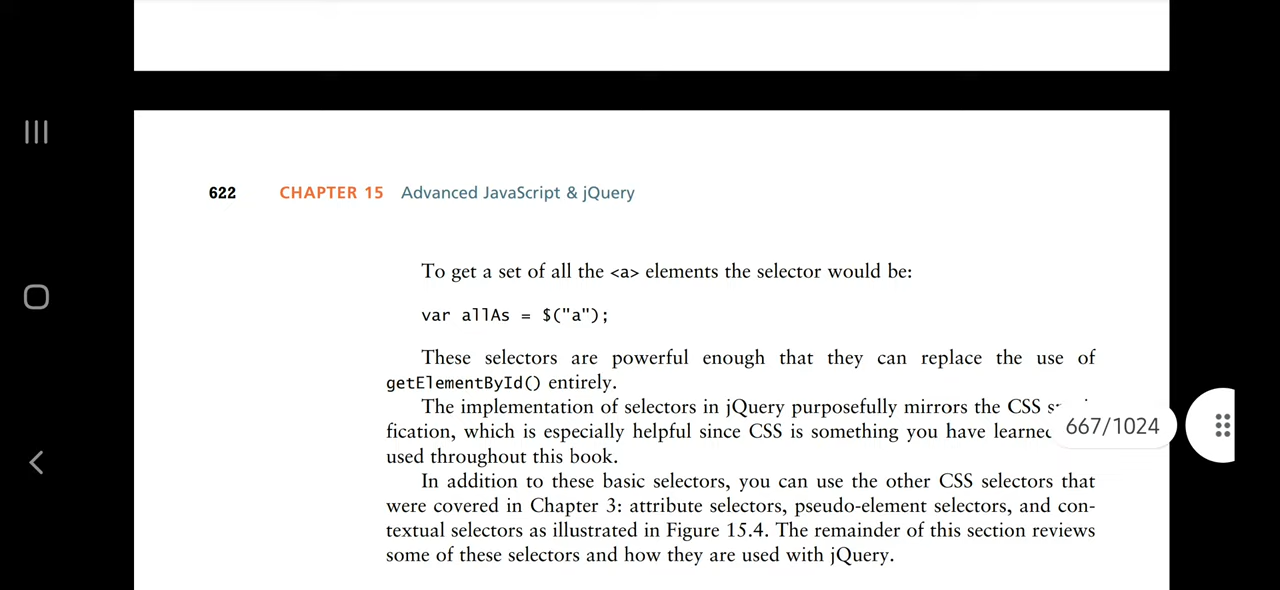 622 CHAPTER 15 Advanced JavaScript & jQuery
To get a set of all the <a> elements the selector would be:
var allAs = $("a");
These selectors are powerful enough that they can replace the use of
getElementById() entirely.
The implementation of selectors in jQuery purposefully mirrors the CSS
fication, which is especially helpful since CSS is something you have learned
667/1024
used throughout this book.
In addition to these basic selectors, you can use the other CSS selectors that
were covered in Chapter 3: attribute selectors, pseudo-element selectors, and con-
textual selectors as illustrated in Figure 15.4. The remainder of this section reviews
some of these selectors and how they are used with jQuery.